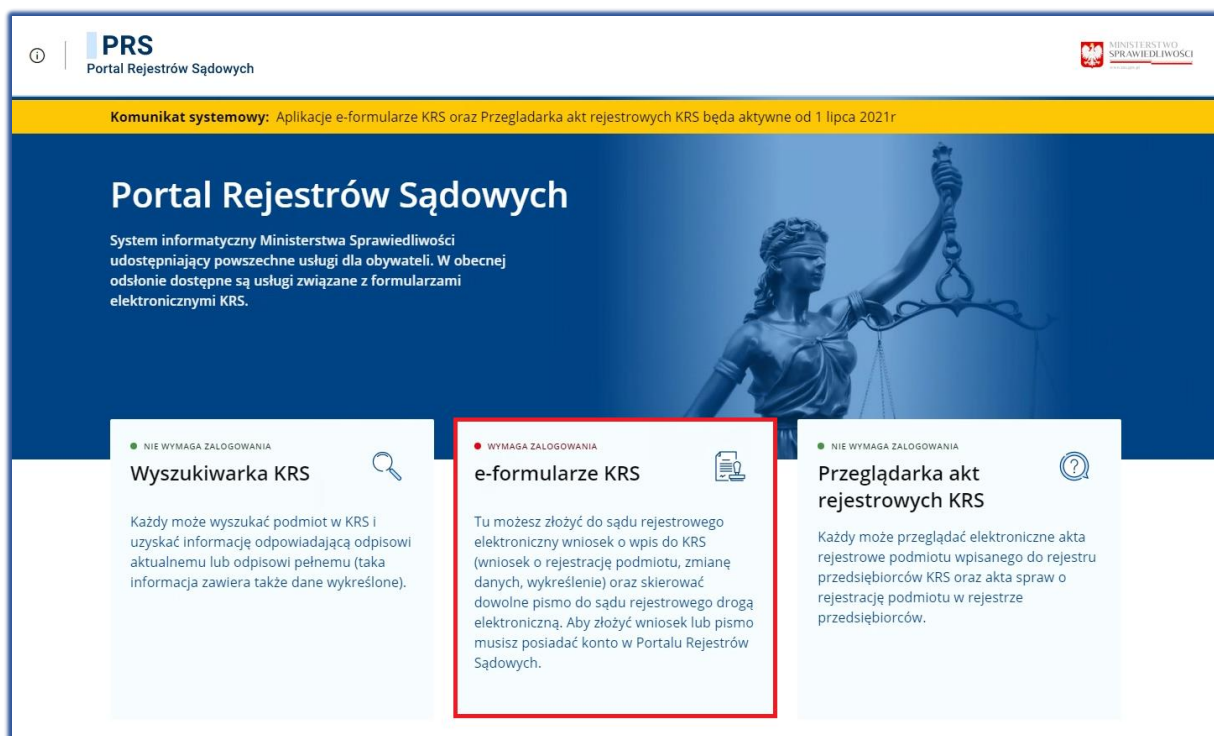 PRS
Portal Rejestrów Sądowych
MINISTERSTWO
SPRAWIEDLIWOŚCI
Komunikat systemowy: Aplikacje e-formularze KRS oraz Przegladarka akt rejestrowych KRS będa aktywne od 1 lipca 2021r
Portal Rejestrów Sądowych
System informatyczny Ministerstwa Sprawiedliwości
udostępniający powszechne usługi dla obywateli. W obecnej
odsłonie dostępne są usługi związane z formularzami
elektronicznymi KRS.
NIE WYMAGA ZALOGOWANIA
Wyszukiwarka KRS
Każdy może wyszukać podmiot w KRS i
uzyskać informację odpowiadającą odpisowi
aktualnemu lub odpisowi pełnemu (taka
informacja zawiera także dane wykreślone).
WYMAGA ZALOGOWANIA
e-formularze KRS
Tu możesz złożyć do sądu rejestrowego
elektroniczny wniosek o wpis do KRS
(wniosek o rejestrację podmiotu, zmianę
danych, wykreślenie) oraz skierować
dowolne pismo do sądu rejestrowego drogą
elektroniczną. Aby złożyć wniosek lub pismo
musisz posiadać konto w Portalu Rejestrów
Sądowych.
NIE WYMAGA ZALOGOWANIA
Przeglądarka akt
rejestrowych KRS
Każdy może przeglądać elektroniczne akta
rejestrowe podmiotu wpisanego do rejestru
przedsiębiorców KRS oraz akta spraw o
rejestrację podmiotu w rejestrze
przedsiębiorców.